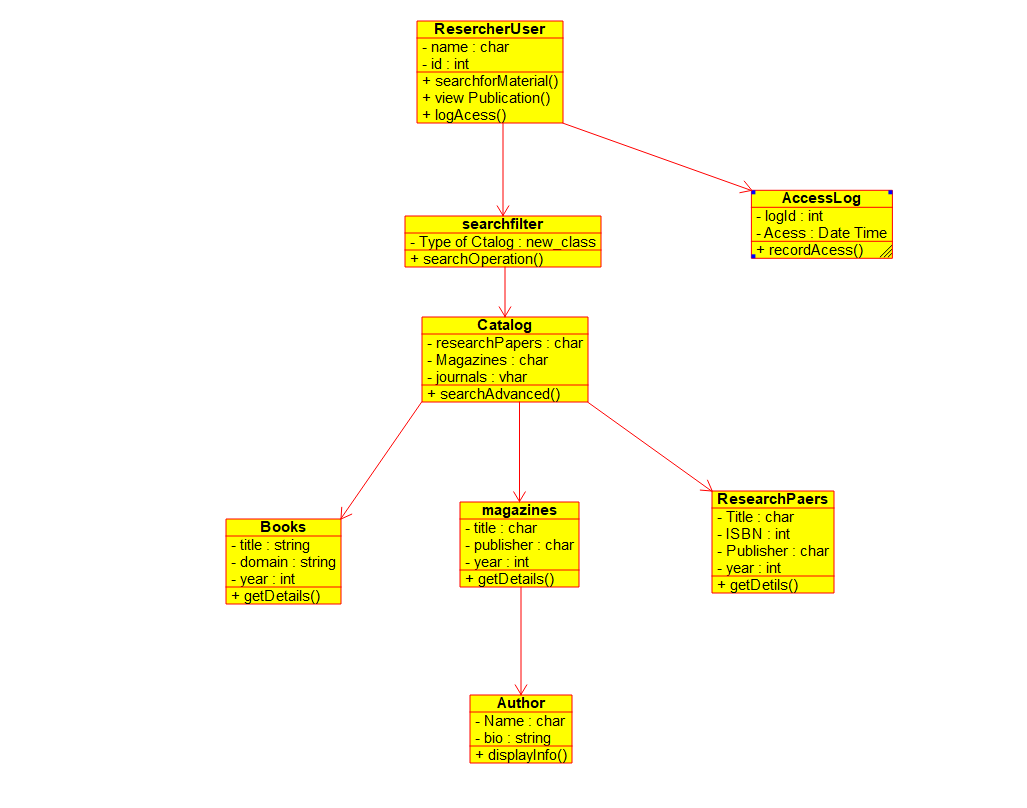 ResercherUser
- name : char
- id : int
+ searchforMaterial()
+ view Publication()
+ logAcess()
AccessLog
- logId : int
- Acess : Date Time
+ recordAcess()
searchfilter
- Type of Ctalog : new_class
+ searchOperation()
Catalog
- researchPapers : char
- Magazines : char
- journals : vhar
+ searchAdvanced()
Books
- title : string
- domain : string
- year : int
+ getDetails()
magazines
- title : char
- publisher : char
- year : int
+ getDetails()
ResearchPaers
- Title : char
- ISBN : int
- Publisher : char
- year : int
+ getDetils()
Author
- Name : char
- bio : string
+ displayInfo()